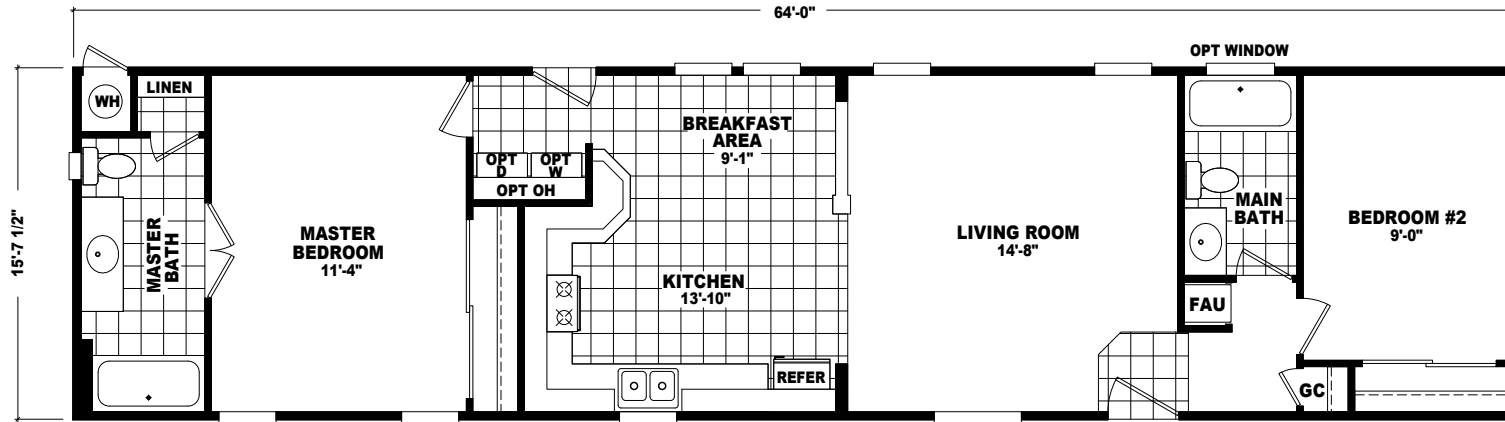 64'-0"
OPT WINDOW
15'-7 1/2"
WH
LINEN
MASTER
BATH
MASTER
BEDROOM
11'-4"
OPT
D
OPT
W
OPT OH
BREAKFAST
AREA
9'-1"
KITCHEN
13'-10"
REFER
LIVING ROOM
14'-8"
MAIN
BATH
FAU
GC
BEDROOM #2
9'-0"